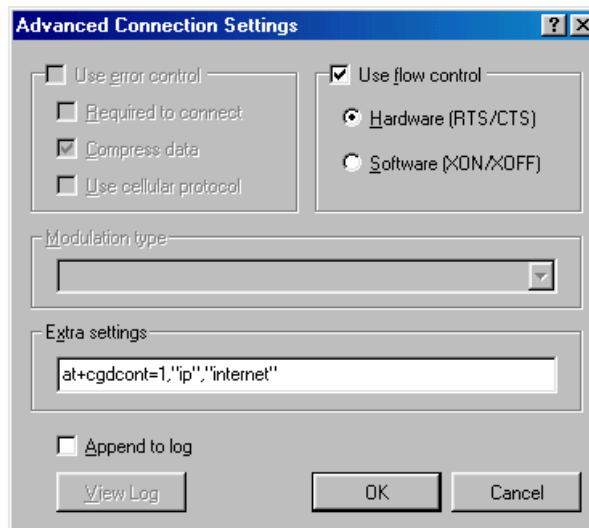 Advanced Connection Settings
Use error control
Required to connect
Compress data
Use cellular protocol
Use flow control
Hardware (RTS/CTS)
Software (XON/XOFF)
Modulation type
Extra settings
at+cgdcont=1,"ip","internet"
Append to log
View Log
OK
Cancel